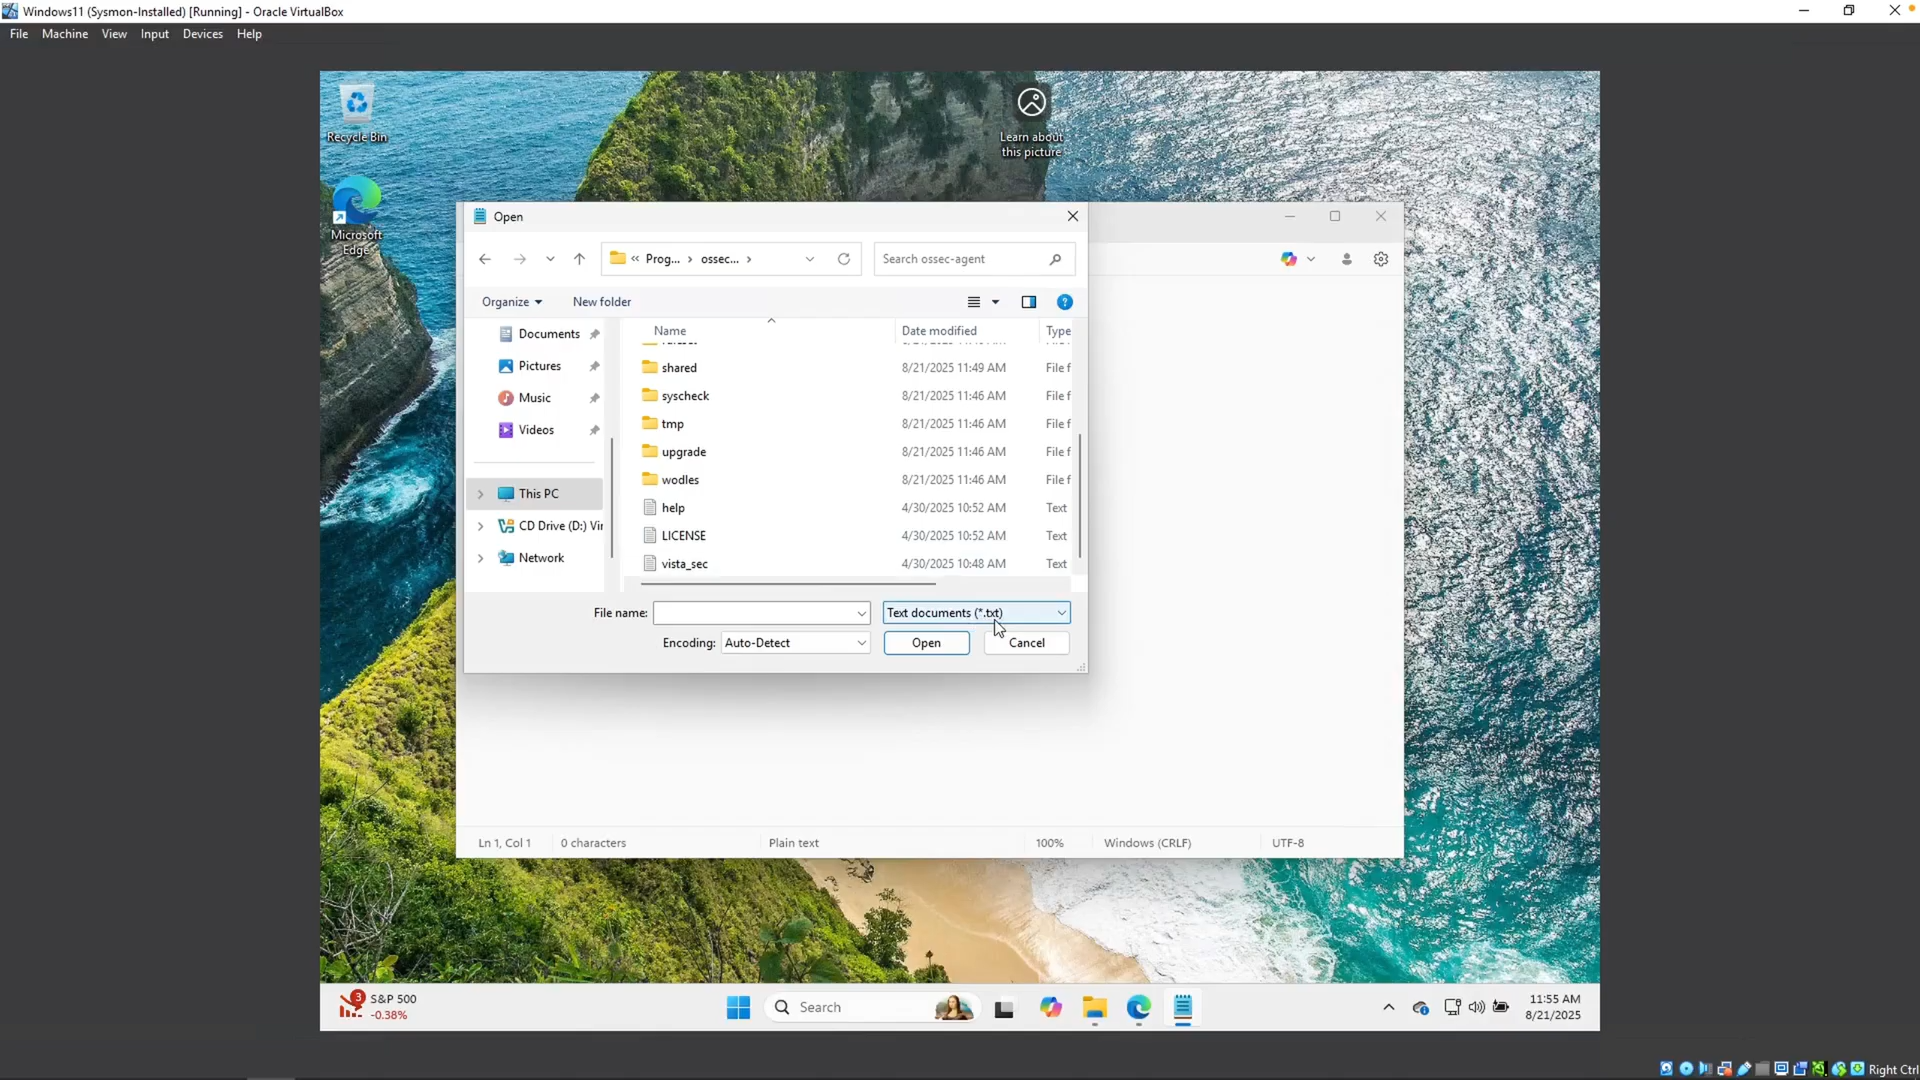 Windows11 (Sysmon-Installed) [Running] - Oracle VirtualBox
File Machine View Input Devices Help
Recycle Bin
Learn about
this picture
Microsoft
Edge
Open
« Prog... › ossec... ›
Search ossec-agent
Organize
New folder
Name
Date modified
Type
Documents
Pictures
Music
Videos
This PC
CD Drive (D:) Vir
Network
shared 8/21/2025 11:49 AM File f
syscheck 8/21/2025 11:46 AM File f
tmp 8/21/2025 11:46 AM File f
upgrade 8/21/2025 11:46 AM File f
wodles 8/21/2025 11:46 AM File f
help 4/30/2025 10:52 AM Text
LICENSE 4/30/2025 10:52 AM Text
vista_sec 4/30/2025 10:48 AM Text
File name:
Text documents (*.txt)
Encoding: Auto-Detect
Open
Cancel
Ln 1, Col 1
0 characters
Plain text
100%
Windows (CRLF)
UTF-8
3
S&P 500
-0.38%
Search
11:55 AM
8/21/2025
Right Ctrl